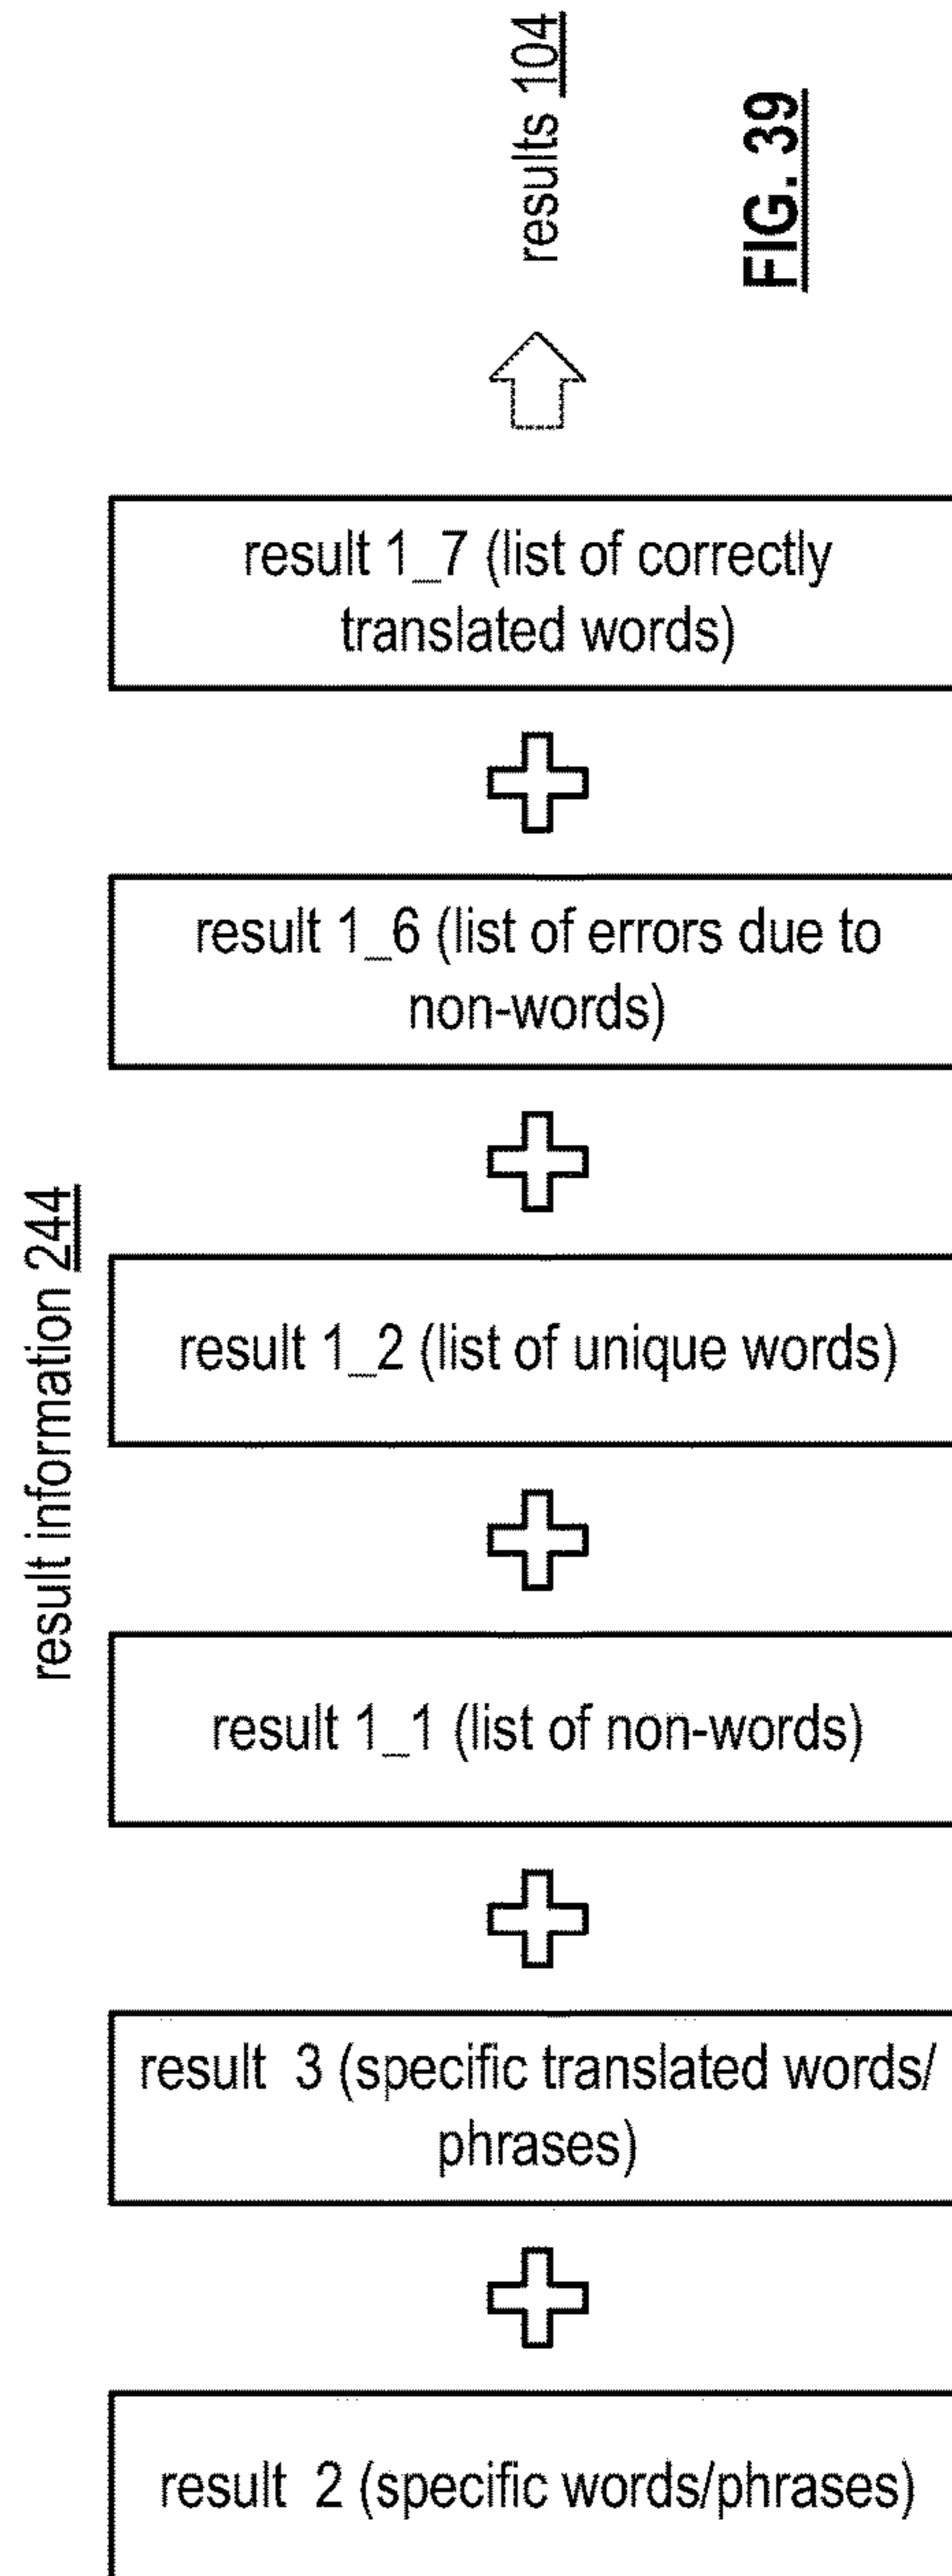 results 104
FIG. 39
result 1_7 (list of correctly
translated words)
result 1_6 (list of errors due to
non-words)
result information 244
result 1_2 (list of unique words)
result 1_1 (list of non-words)
result 3 (specific translated words/
phrases)
result 2 (specific words/phrases)